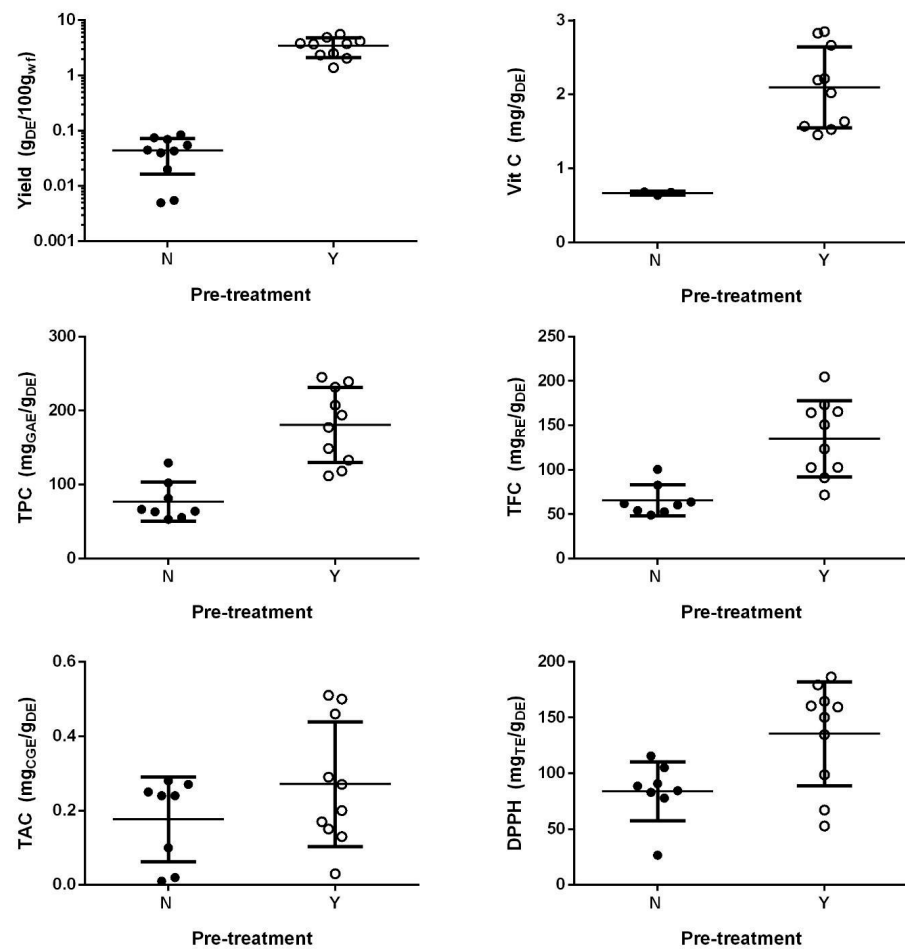 Yield (gDE/100gwf)
10
1
0.1
0.01
0.001
N Y
Pre-treatment
Vit C (mg/gDE)
3
2
1
0
N Y
Pre-treatment
TPC (mgGAE/gDE)
300
200
100
0
N Y
Pre-treatment
TFC (mgRE/gDE)
250
200
150
100
50
0
N Y
Pre-treatment
TAC (mgCGE/gDE)
0.6
0.4
0.2
0.0
N Y
Pre-treatment
DPPH (mgTE/gDE)
200
150
100
50
0
N Y
Pre-treatment